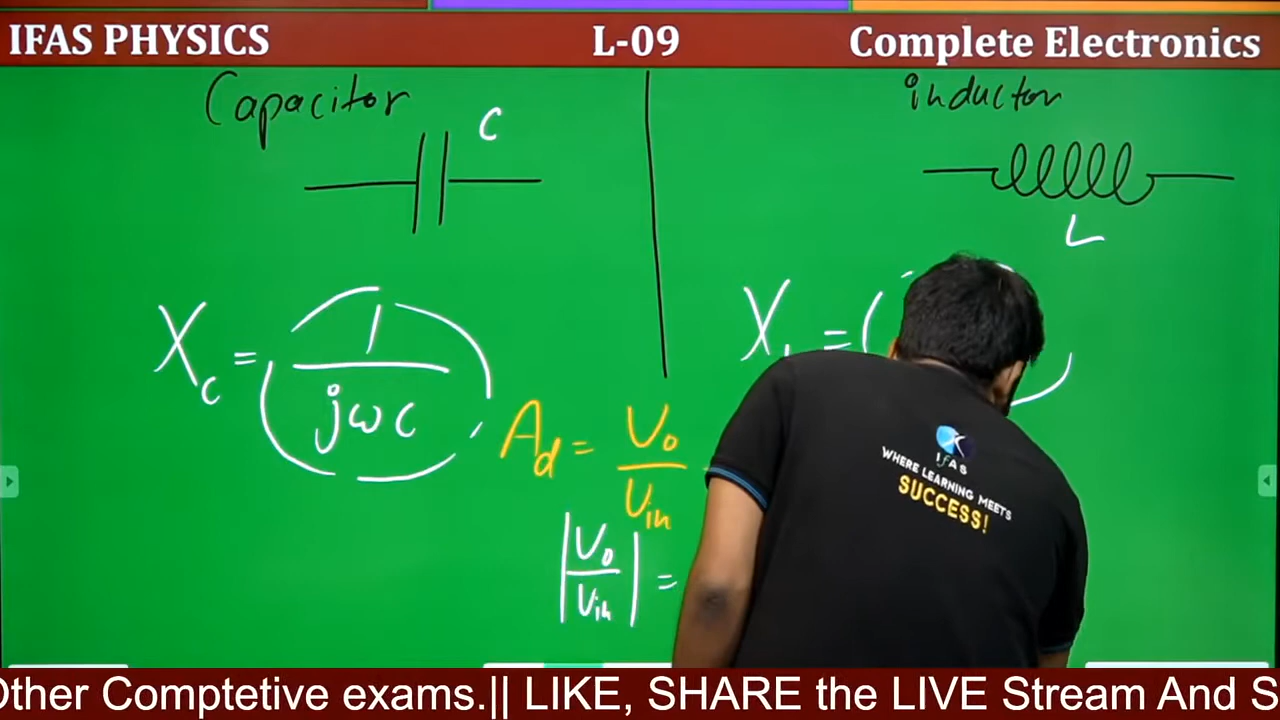 IFAS PHYSICS L-09 Complete Electronics
Capacitor
C
inductor
L
X_c = 1/jωc
X_L = (
A_d = V_o/V_in
|V_o/V_in| =
IFAS
WHERE LEARNING MEETS
SUCCESS!
Other Comptetive exams.|| LIKE, SHARE the LIVE Stream And S